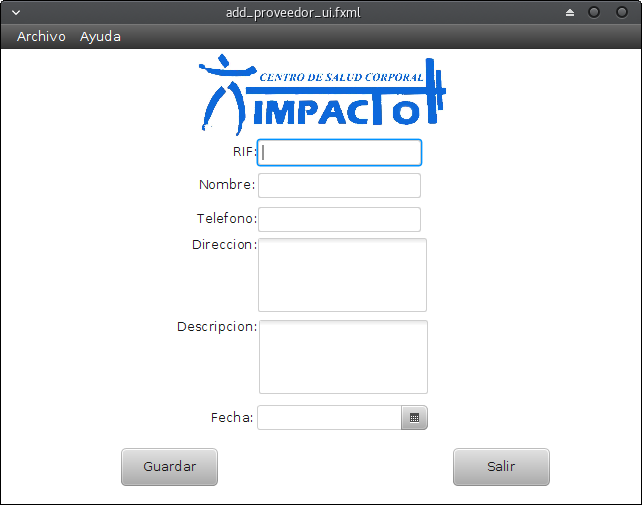 add_proveedor_ui.fxml
Archivo Ayuda
CENTRO DE SALUD CORPORAL
IMPACTO
RIF:
Nombre:
Telefono:
Direccion:
Descripcion:
Fecha:
Guardar Salir